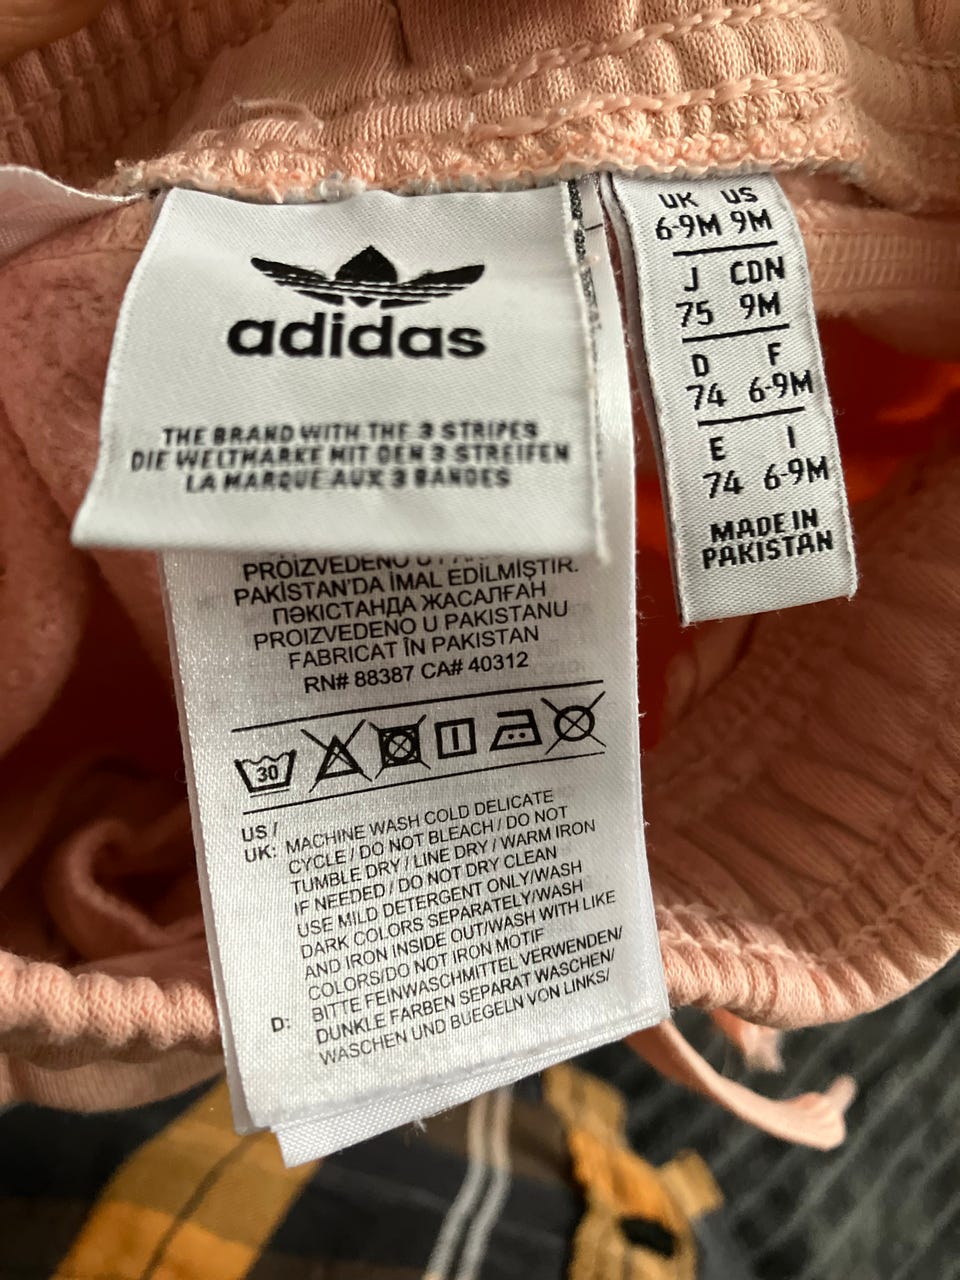 adidas
THE BRAND WITH THE 3 STRIPES
DIE WELTMARKE MIT DEN 3 STREIFEN
LA MARQUE AUX 3 BANDES
PROIZVEDENO U
PAKİSTAN'DA İMAL EDİLMİŞTİR.
ПӘКІСТАНДА ЖАСАЛҒАН
PROIZVEDENO U PAKISTANU
FABRICAT ÎN PAKISTAN
RN# 88387 CA# 40312
30
US / UK: MACHINE WASH COLD DELICATE
CYCLE / DO NOT BLEACH / DO NOT
TUMBLE DRY / LINE DRY / WARM IRON
IF NEEDED / DO NOT DRY CLEAN
USE MILD DETERGENT ONLY/WASH
DARK COLORS SEPARATELY/WASH
AND IRON INSIDE OUT/WASH WITH LIKE
COLORS/DO NOT IRON MOTIF
D: BITTE FEINWASCHMITTEL VERWENDEN/
DUNKLE FARBEN SEPARAT WASCHEN/
WASCHEN UND BUEGELN VON LINKS/
UK US
6-9M 9M
J CDN
75 9M
D F
74 6-9M
E I
74 6-9M
MADE IN
PAKISTAN